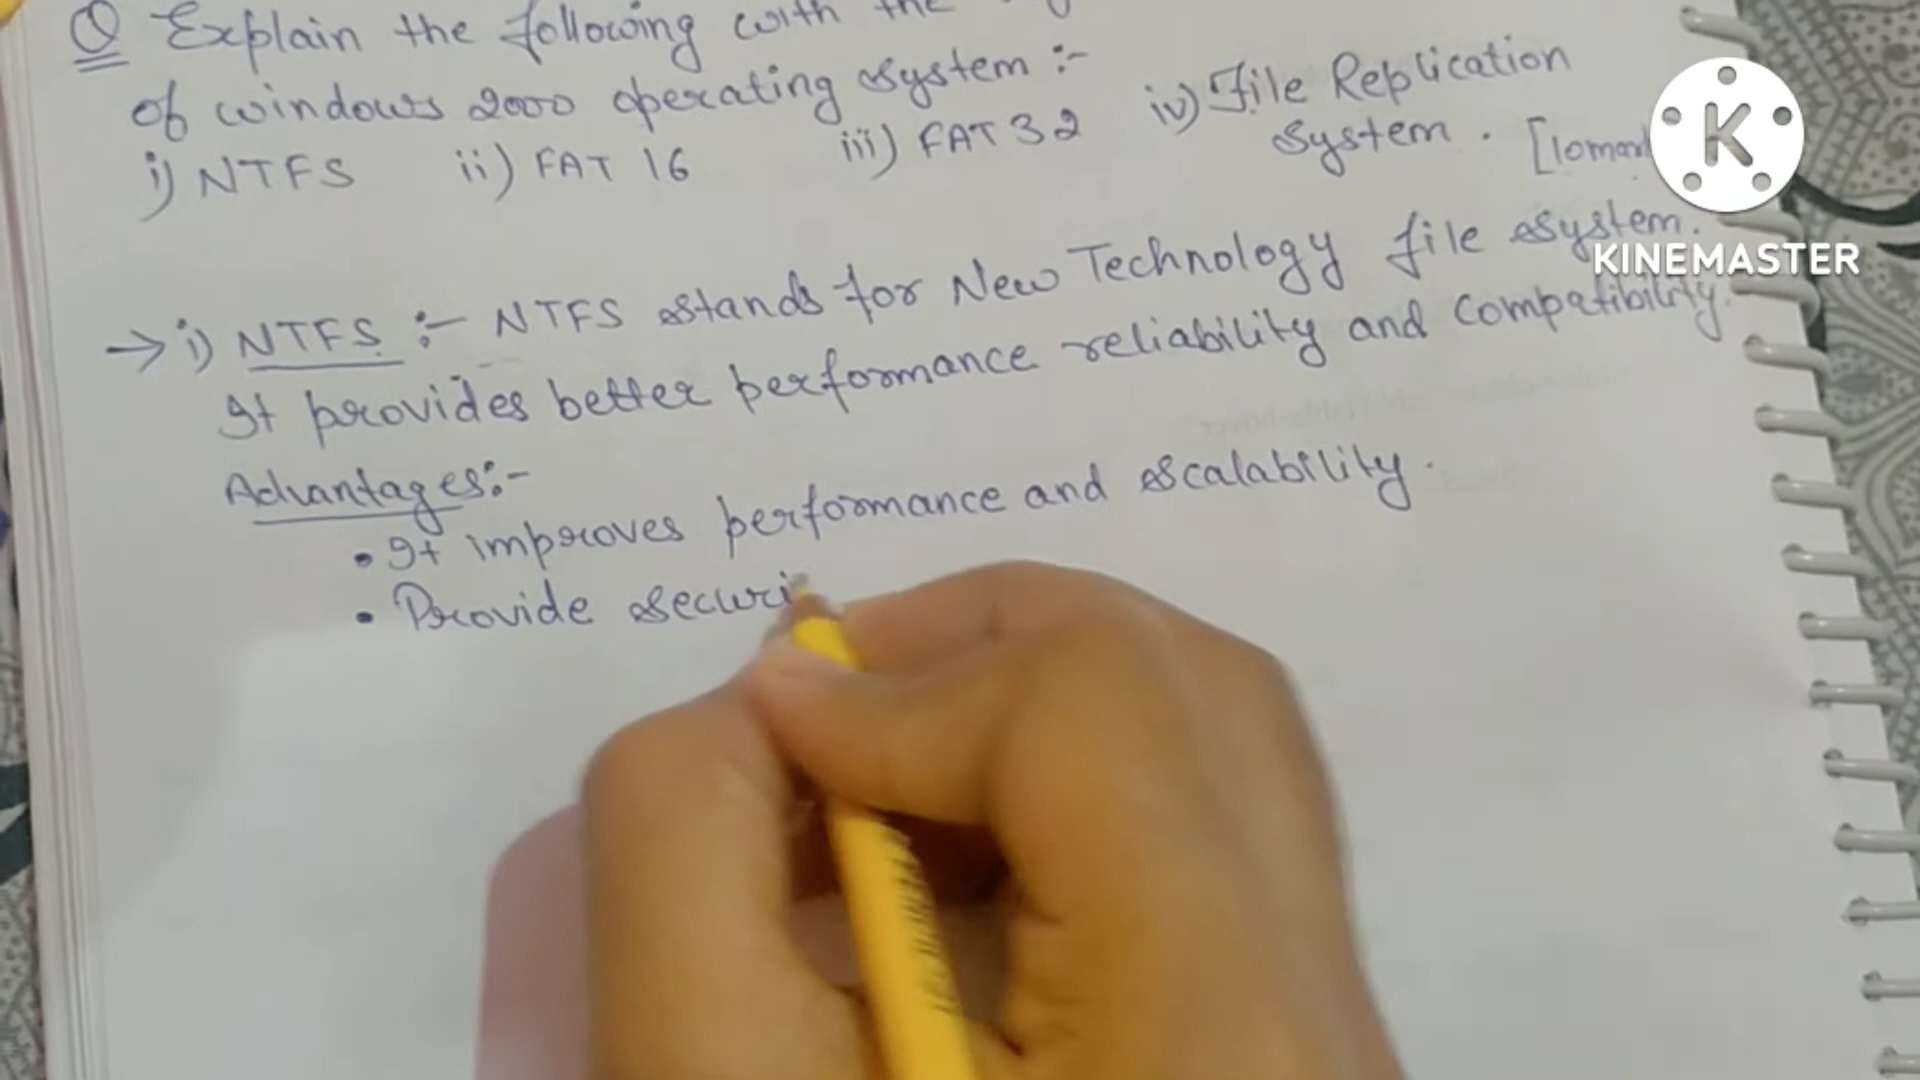 Q Explain the following with the
of windows 2000 operating system :-
i) NTFS ii) FAT 16 iii) FAT 32 iv) File Replication
system. [10
→ i) NTFS :- NTFS stands for New Technology file system.
It provides better performance reliability and compatibility.
Advantages:-
• It improves performance and scalability.
• Provide securi
K
KINEMASTER